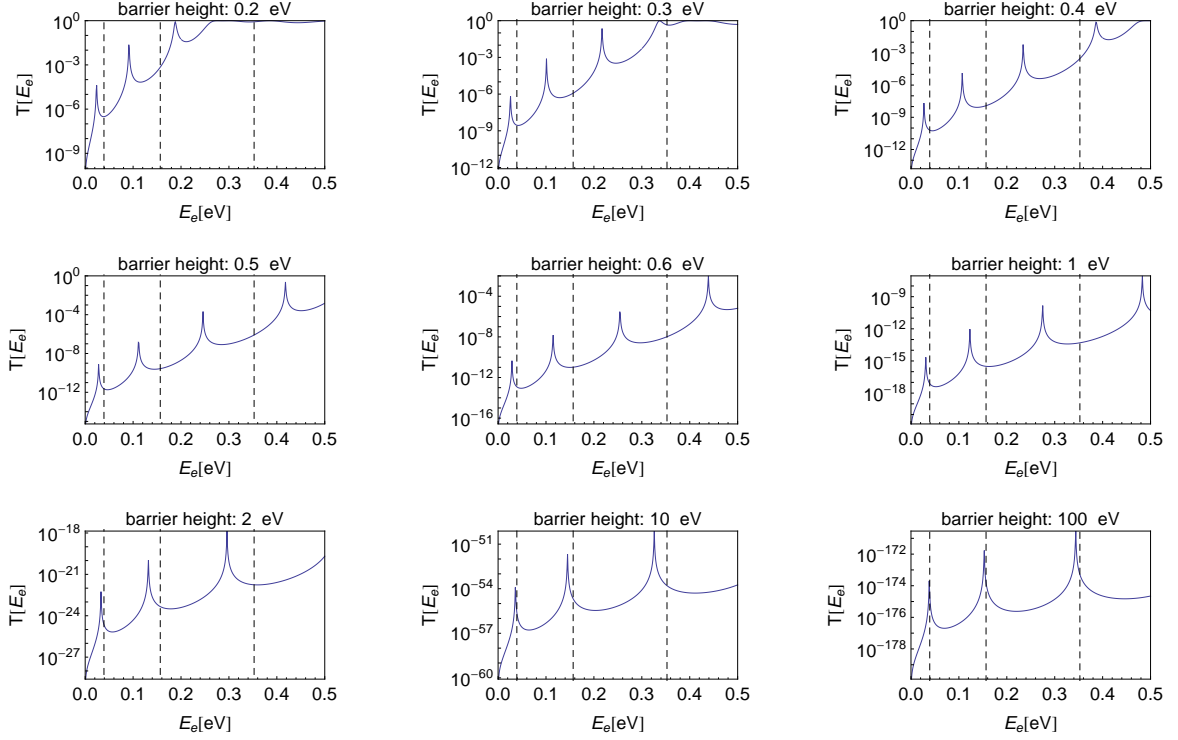 barrier height: 0.2 eV
T[E_e]
10^0
10^-3
10^-6
10^-9
0.0 0.1 0.2 0.3 0.4 0.5
E_e[eV]
barrier height: 0.3 eV
T[E_e]
10^0
10^-3
10^-6
10^-9
10^-12
0.0 0.1 0.2 0.3 0.4 0.5
E_e[eV]
barrier height: 0.4 eV
T[E_e]
10^0
10^-3
10^-6
10^-9
10^-12
0.0 0.1 0.2 0.3 0.4 0.5
E_e[eV]
barrier height: 0.5 eV
T[E_e]
10^0
10^-4
10^-8
10^-12
0.0 0.1 0.2 0.3 0.4 0.5
E_e[eV]
barrier height: 0.6 eV
T[E_e]
10^-4
10^-8
10^-12
10^-16
0.0 0.1 0.2 0.3 0.4 0.5
E_e[eV]
barrier height: 1 eV
T[E_e]
10^-9
10^-12
10^-15
10^-18
0.0 0.1 0.2 0.3 0.4 0.5
E_e[eV]
barrier height: 2 eV
T[E_e]
10^-18
10^-21
10^-24
10^-27
0.0 0.1 0.2 0.3 0.4 0.5
E_e[eV]
barrier height: 10 eV
T[E_e]
10^-51
10^-54
10^-57
10^-60
0.0 0.1 0.2 0.3 0.4 0.5
E_e[eV]
barrier height: 100 eV
T[E_e]
10^-172
10^-174
10^-176
10^-178
0.0 0.1 0.2 0.3 0.4 0.5
E_e[eV]